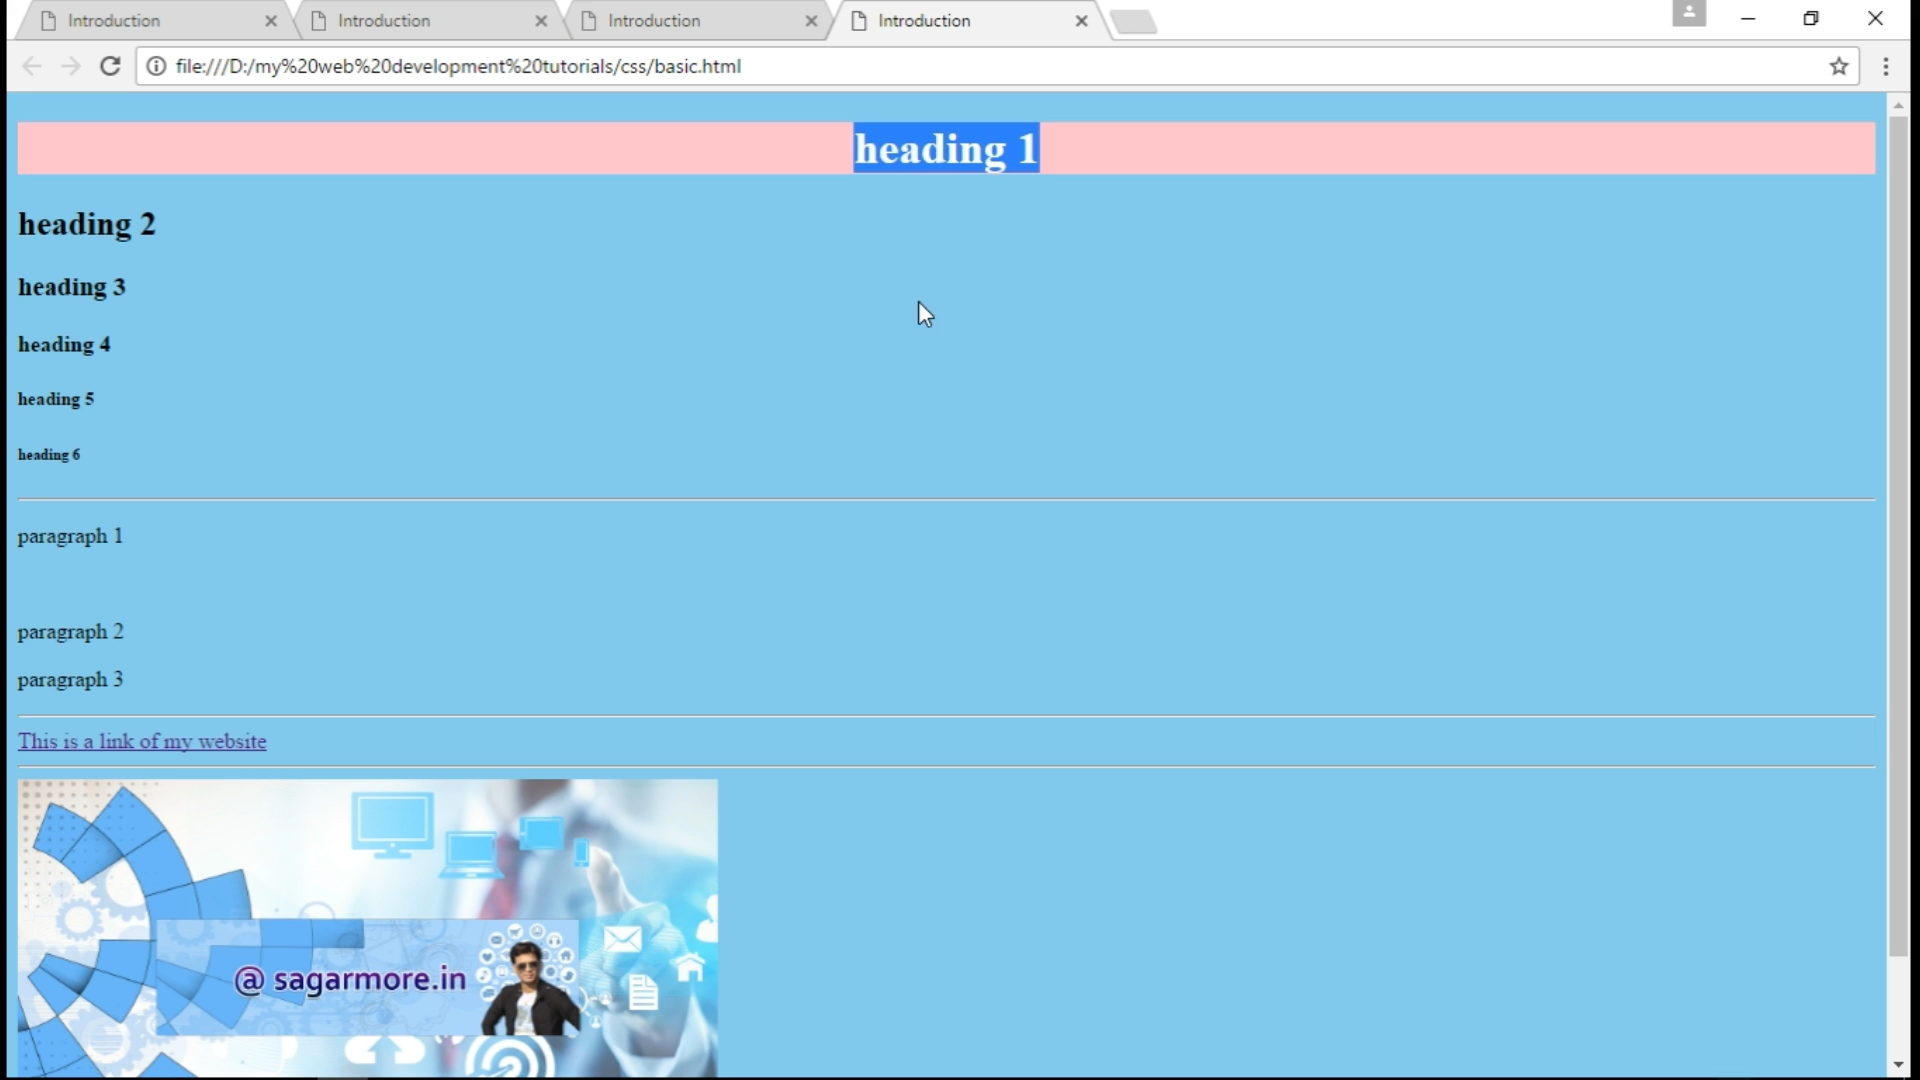 Introduction
Introduction
Introduction
Introduction
file:///D:/my%20web%20development%20tutorials/css/basic.html
heading 1
heading 2
heading 3
heading 4
heading 5
heading 6
paragraph 1
paragraph 2
paragraph 3
This is a link of my website
@ sagarmore.in